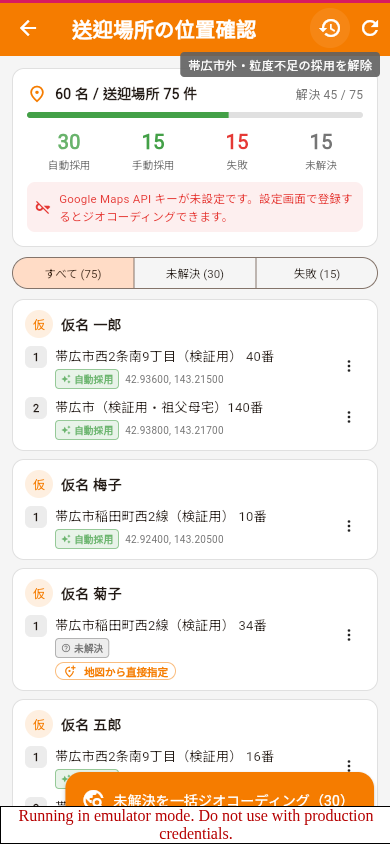 送迎場所の位置確認
帯広市外・粒度不足の採用を解除
60 名 / 送迎場所 75 件
解決 45 / 75
30
15
15
15
自動採用
手動採用
失敗
未解決
Google Maps API キーが未設定です。設定画面で登録す
るとジオコーディングできます。
すべて (75)
未解決 (30)
失敗 (15)
仮 仮名 一郎
1 帯広市西2条南9丁目（検証用） 40番
自動採用 42.93600, 143.21500
2 帯広市（検証用・祖父母宅）140番
自動採用 42.93800, 143.21700
仮 仮名 梅子
1 帯広市稲田町西2線（検証用） 10番
自動採用 42.92400, 143.20500
仮 仮名 菊子
1 帯広市稲田町西2線（検証用） 34番
未解決
地図から直接指定
仮 仮名 五郎
1 帯広市西2条南9丁目（検証用） 16番
未解決を一括ジオコーディング（30）
Running in emulator mode. Do not use with production
credentials.